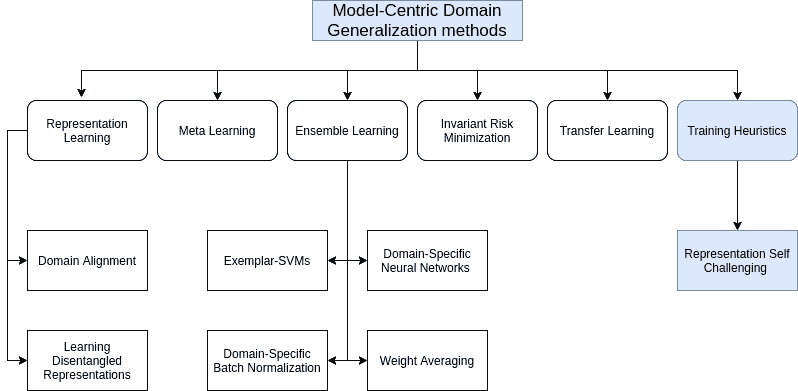 Model-Centric Domain
Generalization methods
Representation
Learning
Meta Learning
Ensemble Learning
Invariant Risk
Minimization
Transfer Learning
Training Heuristics
Domain Alignment
Exemplar-SVMs
Domain-Specific
Neural Networks
Representation Self
Challenging
Learning
Disentangled
Representations
Domain-Specific
Batch Normalization
Weight Averaging